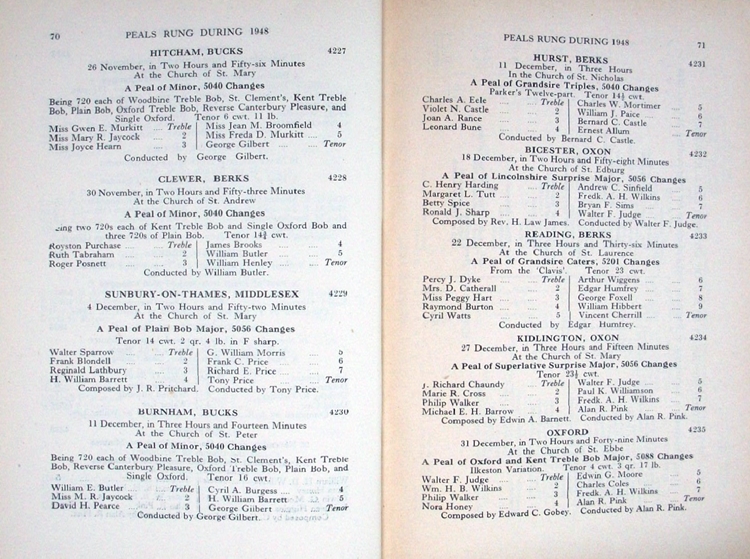 70
PEALS RUNG DURING 1948
HITCHAM, BUCKS 4227
26 November, in Two Hours and Fifty-six Minutes
At the Church of St. Mary
A Peal of Minor, 5040 Changes
Being 720 each of Woodbine Treble Bob, St. Clement's, Kent Treble
Bob, Plain Bob, Oxford Treble Bob, Reverse Canterbury Pleasure, and
Single Oxford. Tenor 6 cwt. 11 lb.
Miss Gwen E. Murkitt .... Treble | Miss Jean M. Broomfield 4
Miss Mary R. Jaycock .... 2 | Miss Freda D. Murkitt .... 5
Miss Joyce Hearn .... 3 | George Gilbert .... Tenor
Conducted by George Gilbert.
CLEWER, BERKS 4228
30 November, in Two Hours and Fifty-three Minutes
At the Church of St. Andrew
A Peal of Minor, 5040 Changes
Being two 720s each of Kent Treble Bob and Single Oxford Bob and
three 720s of Plain Bob. Tenor 14¾ cwt.
Royston Purchase .... Treble | James Brooks .... 4
Ruth Tabraham .... 2 | William Butler .... 5
Roger Posnett .... 3 | William Henley .... Tenor
Conducted by William Butler.
SUNBURY-ON-THAMES, MIDDLESEX 4229
4 December, in Two Hours and Fifty-two Minutes
At the Church of St. Mary
A Peal of Plain Bob Major, 5056 Changes
Tenor 14 cwt. 2 qr. 4 lb. in F sharp.
Walter Sparrow .... Treble | G. William Morris .... 5
Frank Blondell .... 2 | Frank C. Price .... 6
Reginald Lathbury .... 3 | Richard E. Price .... 7
H. William Barrett .... 4 | Tony Price .... Tenor
Composed by J. R. Pritchard. Conducted by Tony Price.
BURNHAM, BUCKS 4230
11 December, in Three Hours and Fourteen Minutes
At the Church of St. Peter
A Peal of Minor, 5040 Changes
Being 720 each of Woodbine Treble Bob, St. Clement's, Kent Treble
Bob, Reverse Canterbury Pleasure, Oxford Treble Bob, Plain Bob, and
Single Oxford. Tenor 16 cwt.
William E. Butler .... Treble | Cyril A. Burgess .... 4
Miss M. R. Jaycock .... 2 | H. William Barrett .... 5
David H. Pearce .... 3 | George Gilbert .... Tenor
Conducted by George Gilbert.
PEALS RUNG DURING 1948
71
HURST, BERKS 4231
11 December, in Three Hours
In the Church of St. Nicholas
A Peal of Grandsire Triples, 5040 Changes
Parker's Twelve-part. Tenor 14½ cwt.
Charles A. Eele .... Treble | Charles W. Mortimer .... 5
Violet N. Castle .... 2 | William J. Paice .... 6
Joan A. Rance .... 3 | Bernard C. Castle .... 7
Leonard Bune .... 4 | Ernest Allum .... Tenor
Conducted by Bernard C. Castle.
BICESTER, OXON 4232
18 December, in Two Hours and Fifty-eight Minutes
At the Church of St. Edburg
A Peal of Lincolnshire Surprise Major, 5056 Changes
C. Henry Harding .... Treble | Andrew C. Sinfield .... 5
Margaret L. Tutt .... 2 | Fredk. A. H. Wilkins .... 6
Betty Spice .... 3 | Bryan F. Sims .... 7
Ronald J. Sharp .... 4 | Walter F. Judge .... Tenor
Composed by Rev. H. Law James. Conducted by Walter F. Judge.
READING, BERKS 4233
22 December, in Three Hours and Thirty-six Minutes
At the Church of St. Laurence
A Peal of Grandsire Caters, 5201 Changes
From the 'Clavis'. Tenor 23 cwt.
Percy J. Dyke .... Treble | Arthur Wiggens .... 6
Mrs. D. Catherall .... 2 | Edgar Humfrey .... 7
Miss Peggy Hart .... 3 | George Foxell .... 8
Raymond Burton .... 4 | William Hibbert .... 9
Cyril Watts .... 5 | Vincent Cherrill .... Tenor
Conducted by Edgar Humfrey.
KIDLINGTON, OXON 4234
27 December, in Three Hours and Fifteen Minutes
At the Church of St. Mary
A Peal of Superlative Surprise Major, 5056 Changes
Tenor 23½ cwt.
J. Richard Chaundy .... Treble | Walter F. Judge .... 5
Marie R. Cross .... 2 | Paul K. Williamson .... 6
Philip Walker .... 3 | Fredk. A. H. Wilkins .... 7
Michael E. H. Barrow .... 4 | Alan R. Pink .... Tenor
Composed by Edwin A. Barnett. Conducted by Alan R. Pink.
OXFORD 4235
31 December, in Two Hours and Forty-nine Minutes
At the Church of St. Ebbe
A Peal of Oxford and Kent Treble Bob Major, 5088 Changes
Ilkeston Variation. Tenor 4 cwt. 3 qr. 17 lb.
Walter F. Judge .... Treble | Edwin G. Moore .... 5
Wm. H. B. Wilkins .... 2 | Charles Coles .... 6
Philip Walker .... 3 | Fredk. A. H. Wilkins .... 7
Nora Honey .... 4 | Alan R. Pink .... Tenor
Composed by Edward C. Gobey. Conducted by Alan R. Pink.